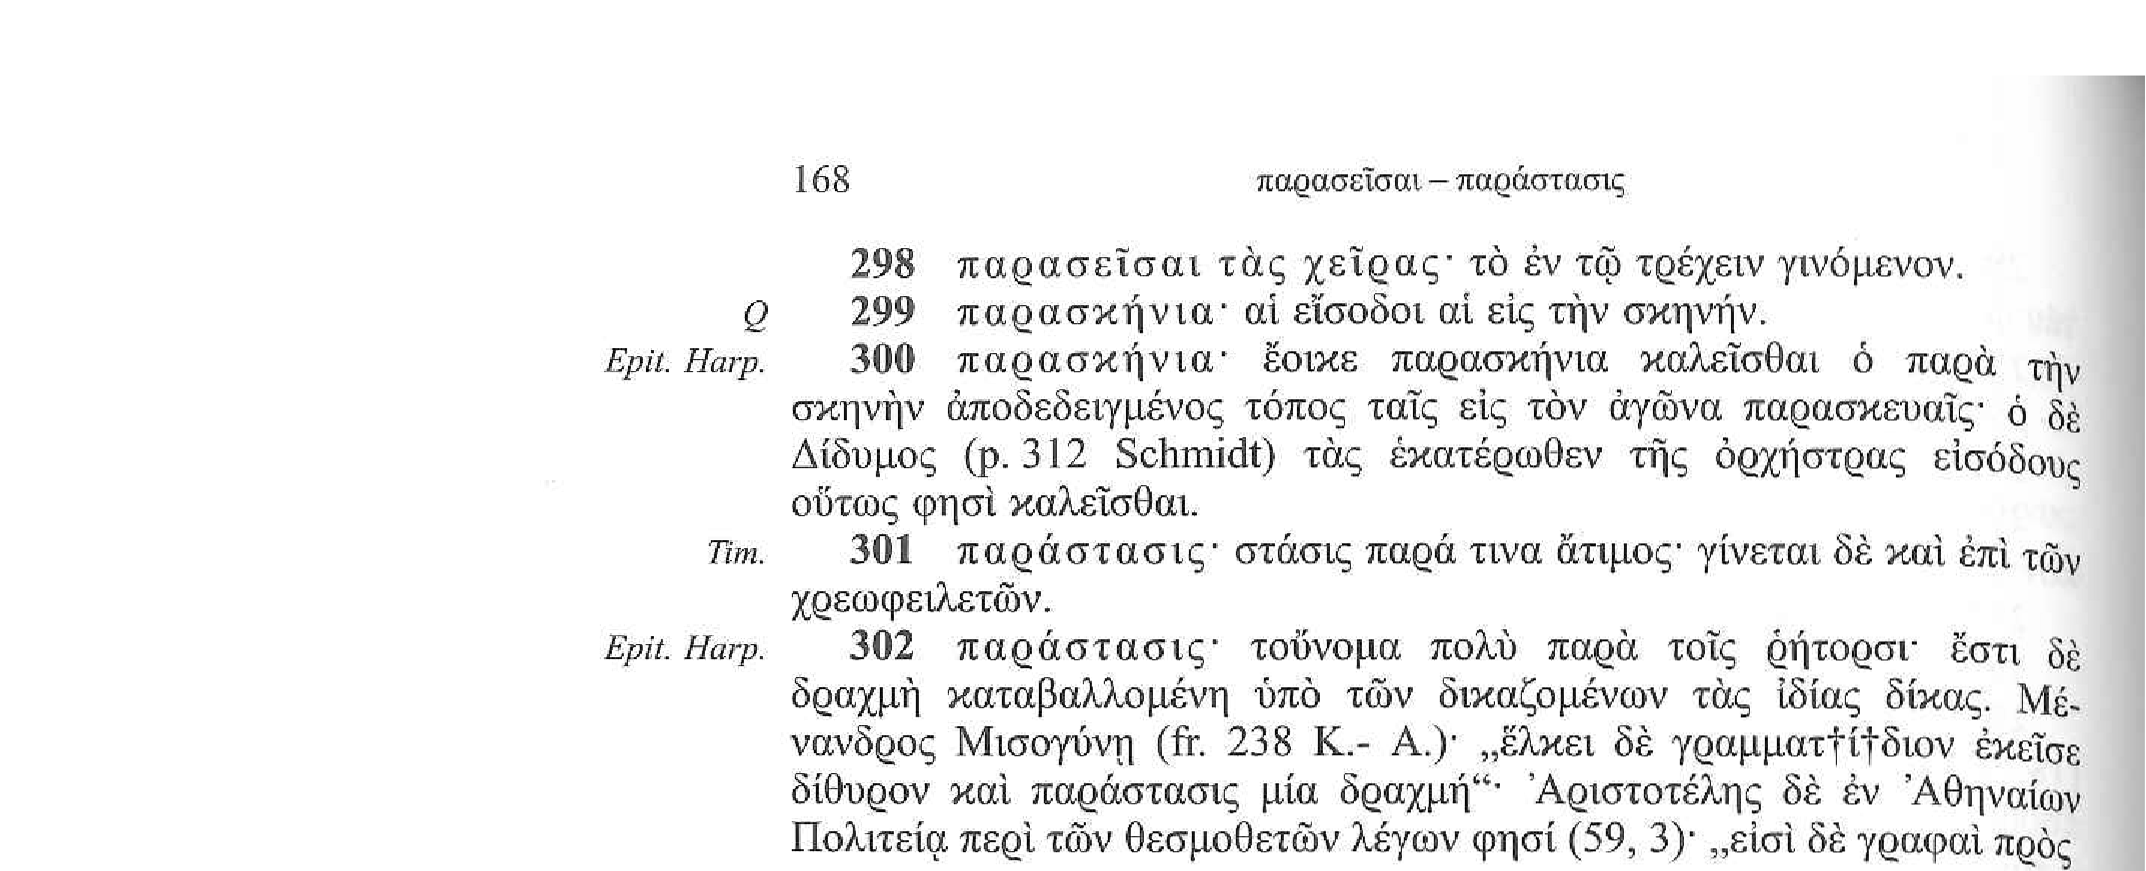 168 παρασεῖσαι – παράστασις
298 παρασεῖσαι τὰς χεῖρας· τὸ ἐν τῷ τρέχειν γινόμενον.
Q 299 παρασκήνια· αἱ εἴσοδοι αἱ εἰς τὴν σκηνήν.
Epit. Harp. 300 παρασκήνια· ἔοικε παρασκήνια καλεῖσθαι ὁ παρὰ τὴν
σκηνὴν ἀποδεδειγμένος τόπος ταῖς εἰς τὸν ἀγῶνα παρασκευαῖς· ὁ δὲ
Δίδυμος (p. 312 Schmidt) τὰς ἑκατέρωθεν τῆς ὀρχήστρας εἰσόδους
οὕτως φησὶ καλεῖσθαι.
Tim. 301 παράστασις· στάσις παρά τινα ἄτιμος· γίνεται δὲ καὶ ἐπὶ τῶν
χρεωφειλετῶν.
Epit. Harp. 302 παράστασις· τοὔνομα πολὺ παρὰ τοῖς ῥήτορσι· ἔστι δὲ
δραχμὴ καταβαλλομένη ὑπὸ τῶν δικαζομένων τὰς ἰδίας δίκας. Μέ-
νανδρος Μισογύνῃ (fr. 238 K.- A.)· „ἕλκει δὲ γραμματ†ί†διον ἐκεῖσε
δίθυρον καὶ παράστασις μία δραχμή“· Ἀριστοτέλης δὲ ἐν Ἀθηναίων
Πολιτείᾳ περὶ τῶν θεσμοθετῶν λέγων φησί (59, 3)· „εἰσὶ δὲ γραφαὶ πρὸς